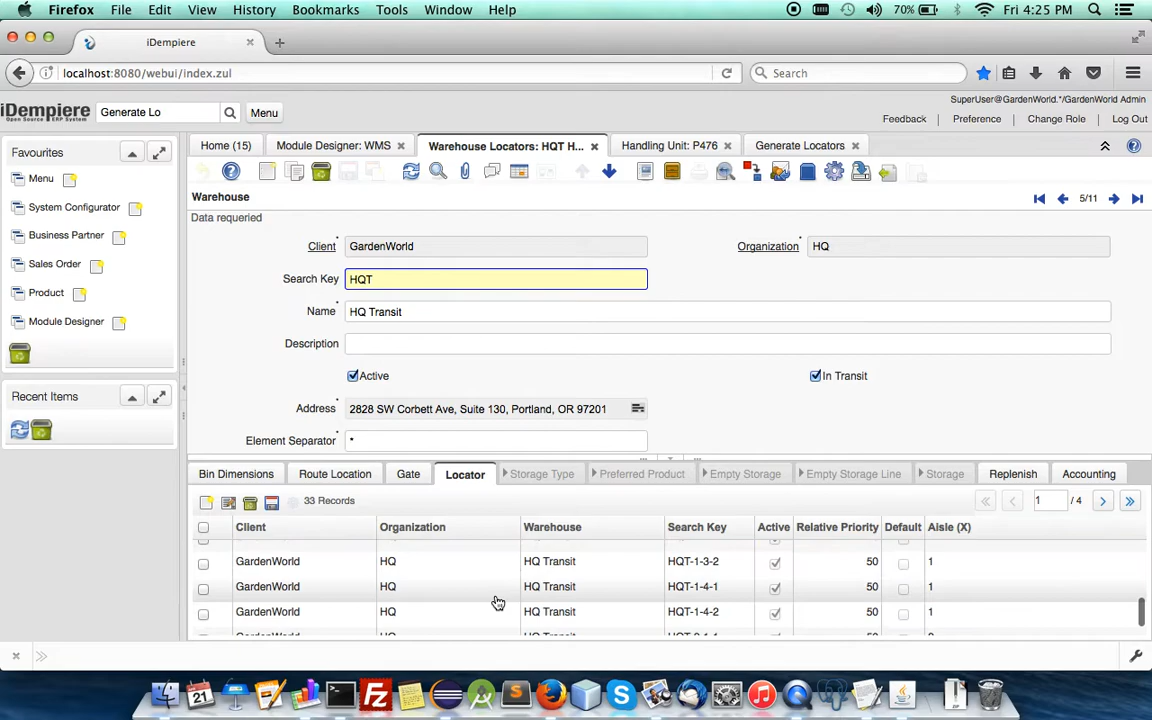 Firefox File Edit View History Bookmarks Tools Window Help 70% Fri 4:25 PM
iDempiere
localhost:8080/webui/index.zul Search
SuperUser@GardenWorld.*/GardenWorld Admin
iDempiere Generate Lo Menu
OPEN SOURCE ERP SYSTEM
Feedback Preference Change Role Log Out
Favourites
Menu
System Configurator
Business Partner
Sales Order
Product
Module Designer
Recent Items
Home (15) Module Designer: WMS Warehouse Locators: HQT H... Handling Unit: P476 Generate Locators
Warehouse 5/11
Data requeried
Client GardenWorld Organization HQ
Search Key HQT
Name HQ Transit
Description
Active In Transit
Address 2828 SW Corbett Ave, Suite 130, Portland, OR 97201
Element Separator *
Bin Dimensions Route Location Gate Locator Storage Type Preferred Product Empty Storage Empty Storage Line Storage Replenish Accounting
33 Records 1 / 4
Client Organization Warehouse Search Key Active Relative Priority Default Aisle (X)
GardenWorld HQ HQ Transit HQT-1-3-2 50 1
GardenWorld HQ HQ Transit HQT-1-4-1 50 1
GardenWorld HQ HQ Transit HQT-1-4-2 50 1